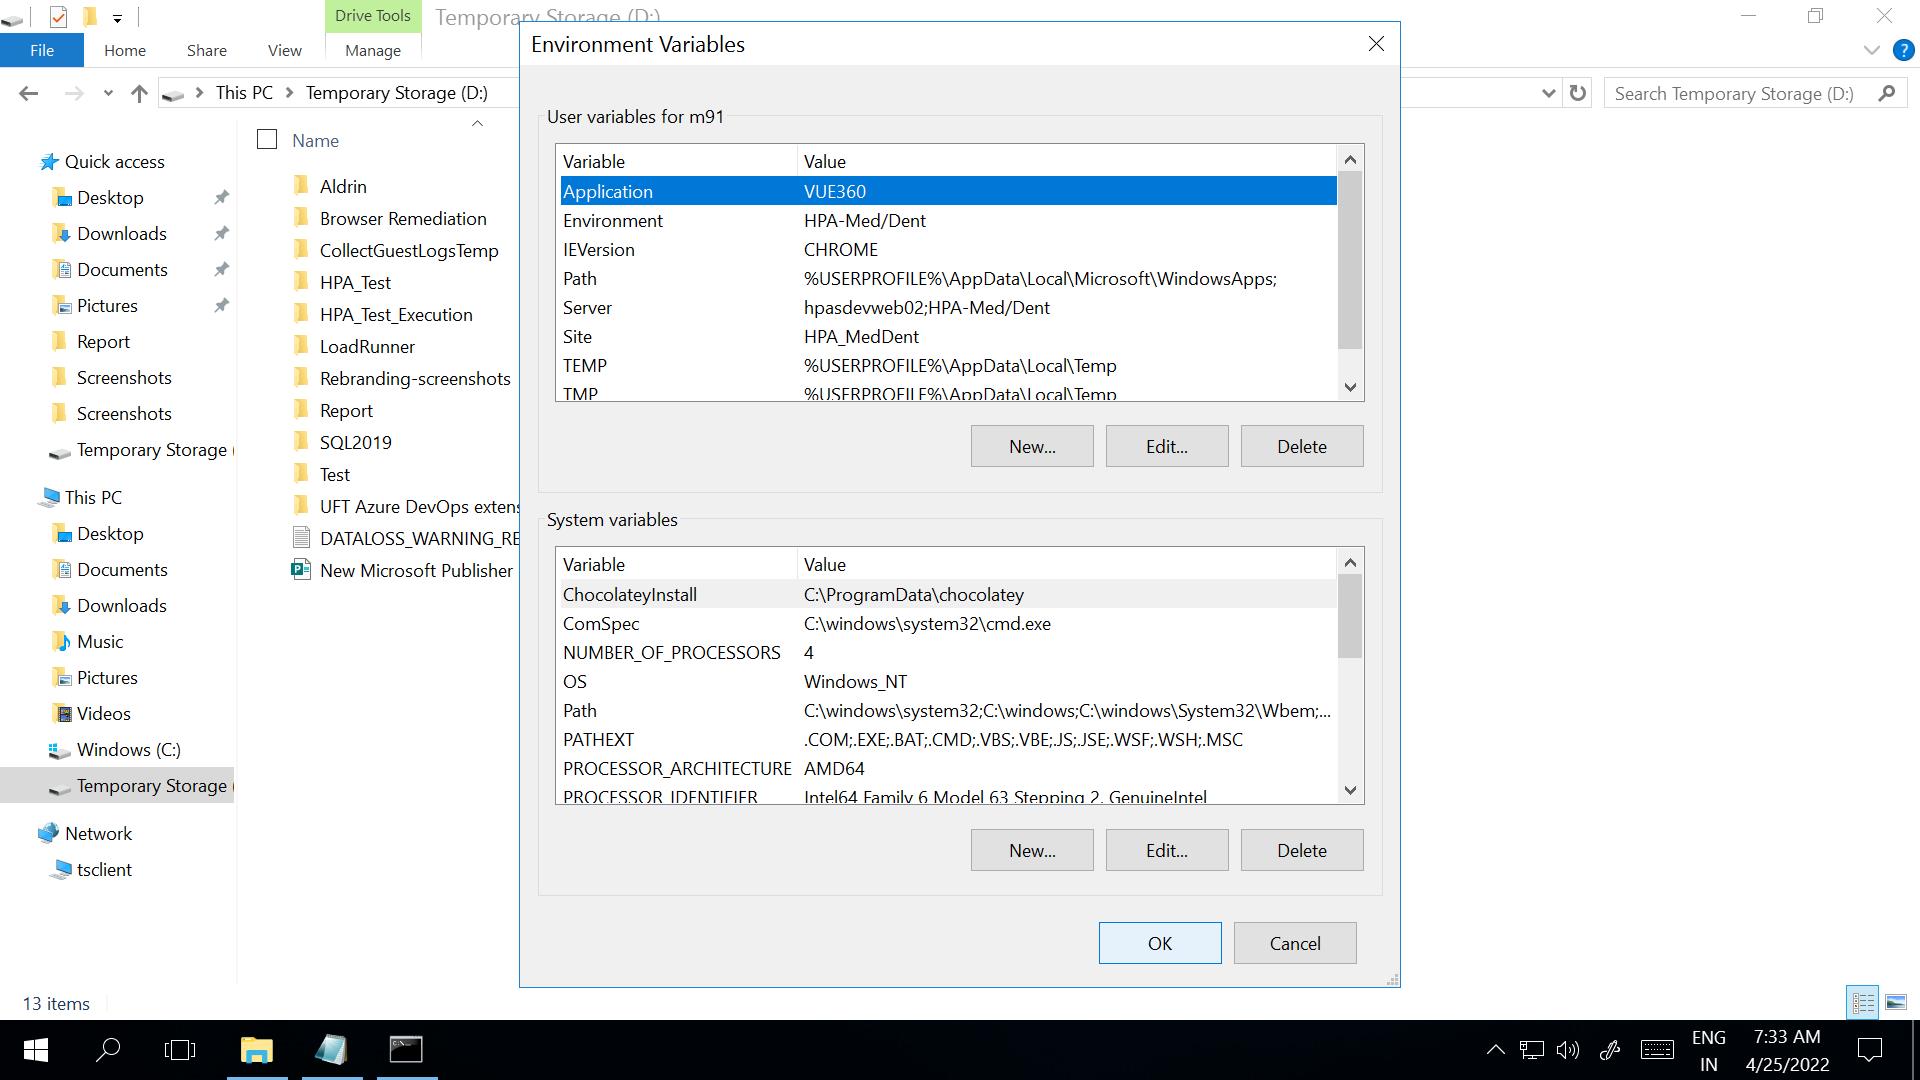 Drive Tools
Temporary Storage (D:)
File
Home
Share
View
Manage
This PC
Temporary Storage (D:)
Search Temporary Storage (D:)
Quick access
Desktop
Downloads
Documents
Pictures
Report
Screenshots
Screenshots
Temporary Storage (
This PC
Desktop
Documents
Downloads
Music
Pictures
Videos
Windows (C:)
Temporary Storage (
Network
tsclient
13 items
Name
Aldrin
Browser Remediation
CollectGuestLogsTemp
HPA_Test
HPA_Test_Execution
LoadRunner
Rebranding-screenshots
Report
SQL2019
Test
UFT Azure DevOps extens
DATALOSS_WARNING_RE
New Microsoft Publisher
Environment Variables
User variables for m91
Variable Value
Application VUE360
Environment HPA-Med/Dent
IEVersion CHROME
Path %USERPROFILE%\AppData\Local\Microsoft\WindowsApps;
Server hpasdevweb02;HPA-Med/Dent
Site HPA_MedDent
TEMP %USERPROFILE%\AppData\Local\Temp
TMP %USERPROFILE%\AppData\Local\Temp
New... Edit... Delete
System variables
Variable Value
ChocolateyInstall C:\ProgramData\chocolatey
ComSpec C:\windows\system32\cmd.exe
NUMBER_OF_PROCESSORS 4
OS Windows_NT
Path C:\windows\system32;C:\windows;C:\windows\System32\Wbem;...
PATHEXT .COM;.EXE;.BAT;.CMD;.VBS;.VBE;.JS;.JSE;.WSF;.WSH;.MSC
PROCESSOR_ARCHITECTURE AMD64
PROCESSOR_IDENTIFIER Intel64 Family 6 Model 63 Stepping 2, GenuineIntel
New... Edit... Delete
OK Cancel
ENG
IN
7:33 AM
4/25/2022